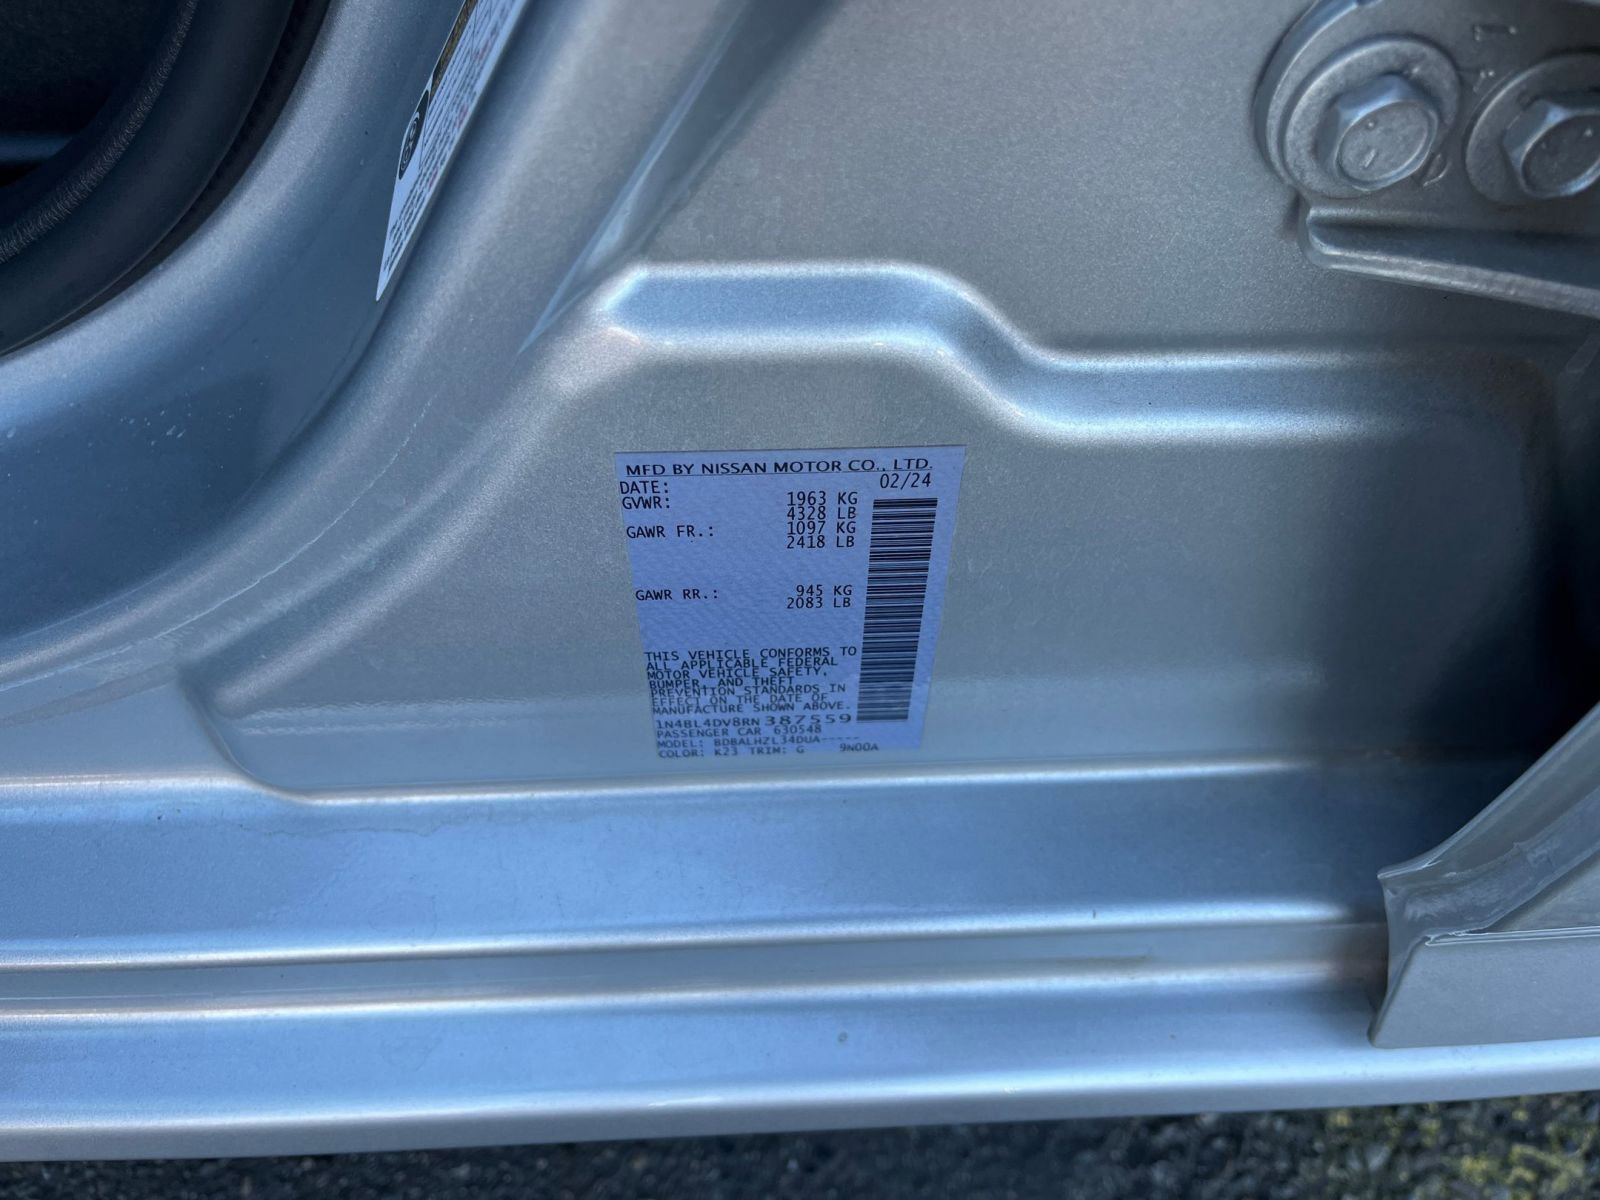 MFD BY NISSAN MOTOR CO., LTD.
DATE: 02/24
GVWR: 1963 KG
4328 LB
GAWR FR.: 1097 KG
2418 LB
GAWR RR.: 945 KG
2083 LB
THIS VEHICLE CONFORMS TO
ALL APPLICABLE FEDERAL
MOTOR VEHICLE SAFETY,
BUMPER, AND THEFT
PREVENTION STANDARDS IN
EFFECT ON THE DATE OF
MANUFACTURE SHOWN ABOVE.
1N4BL4DV8RN387559
PASSENGER CAR 630548
MODEL: BDBALHZL34DUA-----
COLOR: K23 TRIM: G 9N00A